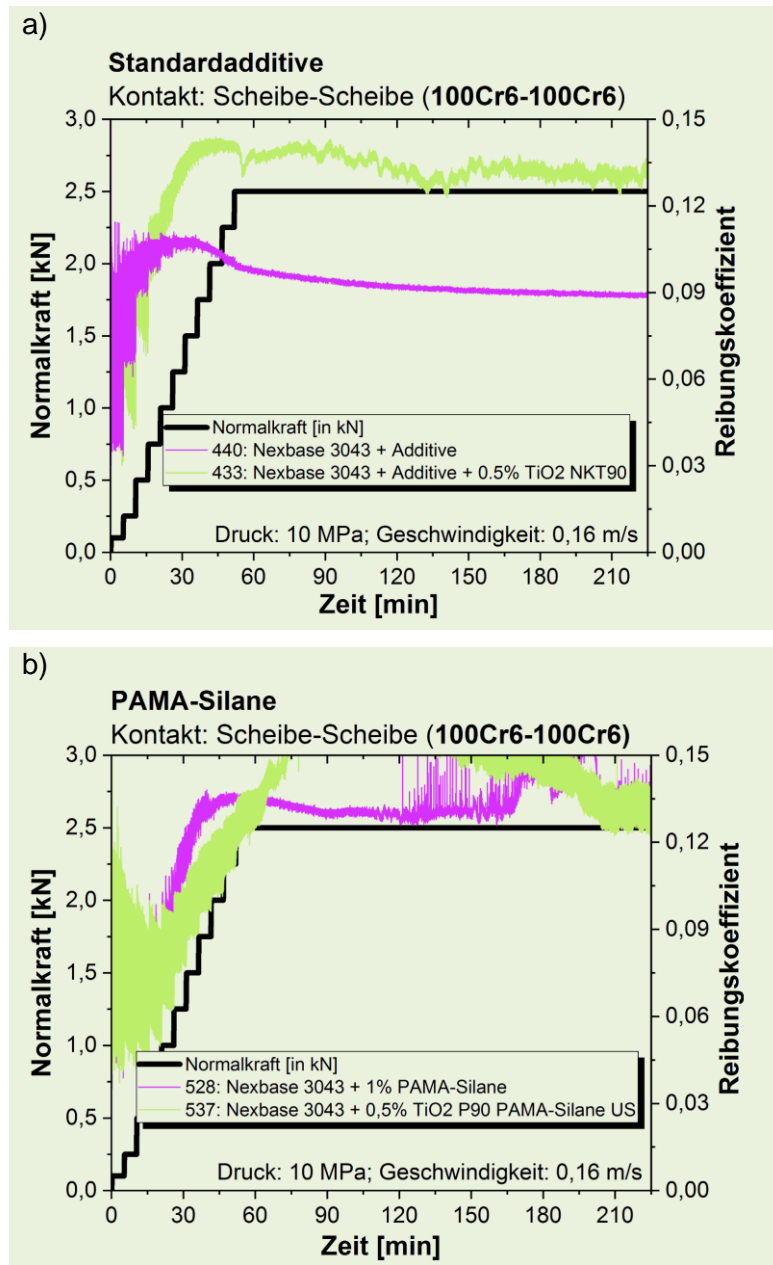 a)
Standardadditive
Kontakt: Scheibe-Scheibe (100Cr6-100Cr6)
3,0
2,5
2,0
1,5
1,0
0,5
0,0
Normalkraft [kN]
0,15
0,12
0,09
0,06
0,03
0,00
Reibungskoeffizient
Normalkraft [in kN]
440: Nexbase 3043 + Additive
433: Nexbase 3043 + Additive + 0.5% TiO2 NKT90
Druck: 10 MPa; Geschwindigkeit: 0,16 m/s
0 30 60 90 120 150 180 210
Zeit [min]
b)
PAMA-Silane
Kontakt: Scheibe-Scheibe (100Cr6-100Cr6)
3,0
2,5
2,0
1,5
1,0
0,5
0,0
Normalkraft [kN]
0,15
0,12
0,09
0,06
0,03
0,00
Reibungskoeffizient
Normalkraft [in kN]
528: Nexbase 3043 + 1% PAMA-Silane
537: Nexbase 3043 + 0,5% TiO2 P90 PAMA-Silane US
Druck: 10 MPa; Geschwindigkeit: 0,16 m/s
0 30 60 90 120 150 180 210
Zeit [min]